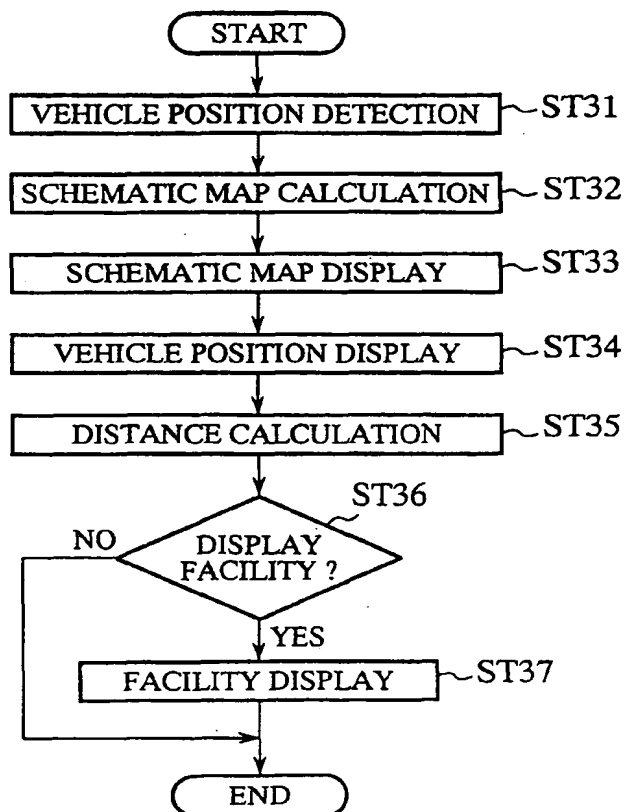 START
VEHICLE POSITION DETECTION ST31
SCHEMATIC MAP CALCULATION ST32
SCHEMATIC MAP DISPLAY ST33
VEHICLE POSITION DISPLAY ST34
DISTANCE CALCULATION ST35
ST36
NO
DISPLAY
FACILITY ?
YES
FACILITY DISPLAY ST37
END